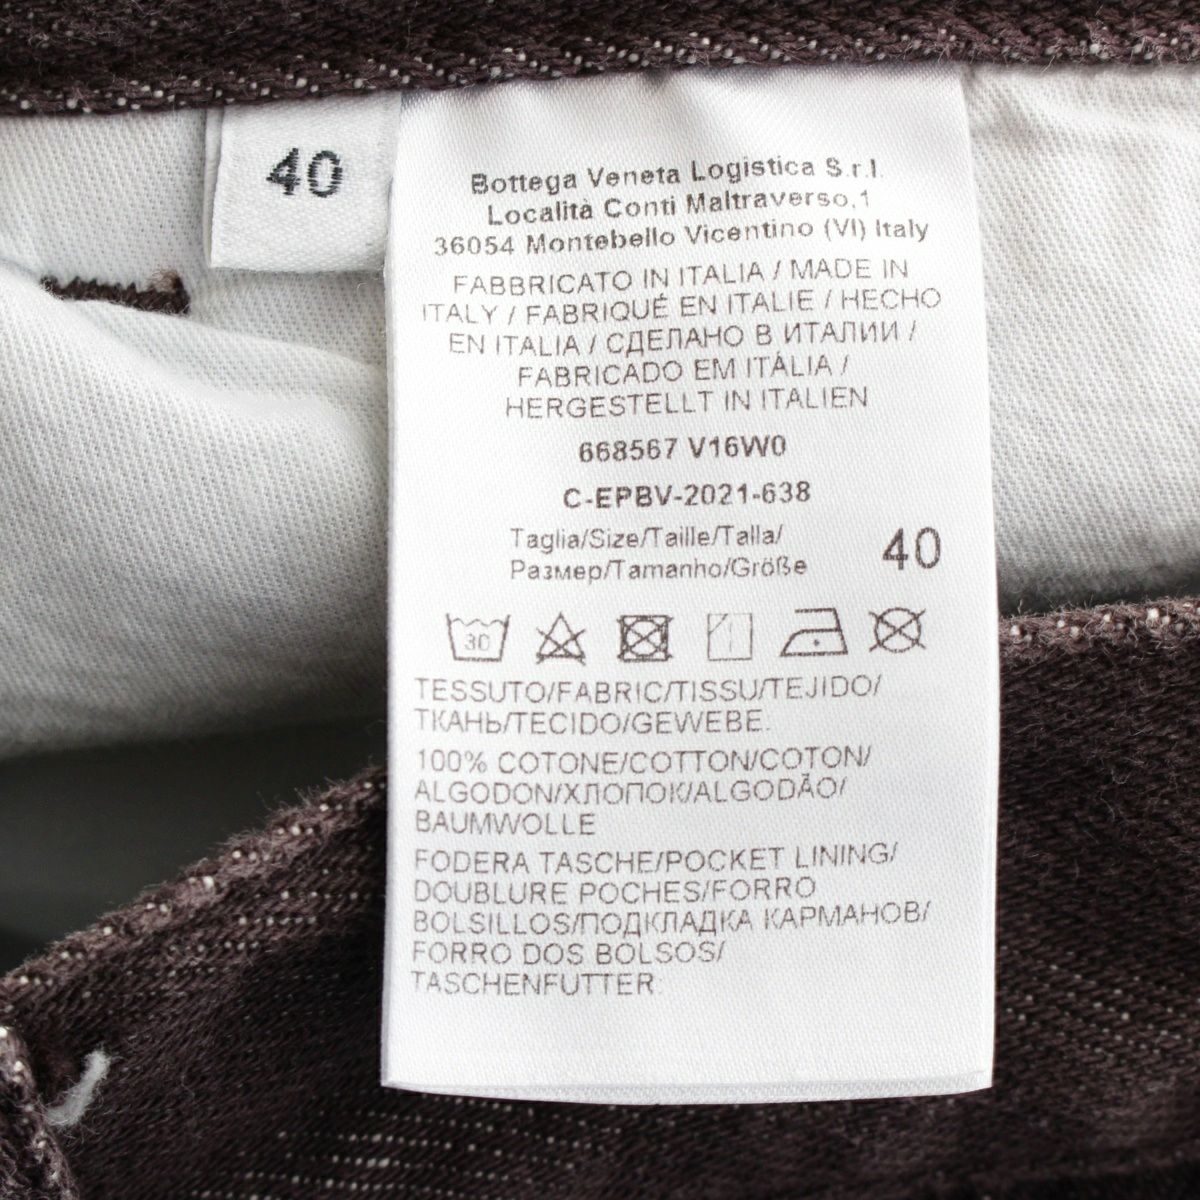 40
Bottega Veneta Logistica S.r.l.
Località Conti Maltraverso,1
36054 Montebello Vicentino (VI) Italy
FABBRICATO IN ITALIA / MADE IN
ITALY / FABRIQUÉ EN ITALIE / HECHO
EN ITALIA / СДЕЛАНО В ИТАЛИИ /
FABRICADO EM ITÁLIA /
HERGESTELLT IN ITALIEN
668567 V16W0
C-EPBV-2021-638
Taglia/Size/Taille/Talla/
Размер/Tamanho/Größe
40
30
TESSUTO/FABRIC/TISSU/TEJIDO/
ТКАНЬ/TECIDO/GEWEBE:
100% COTONE/COTTON/COTON/
ALGODON/ХЛОПОК/ALGODÃO/
BAUMWOLLE
FODERA TASCHE/POCKET LINING/
DOUBLURE POCHES/FORRO
BOLSILLOS/ПОДКЛАДКА КАРМАНОВ/
FORRO DOS BOLSOS/
TASCHENFUTTER: